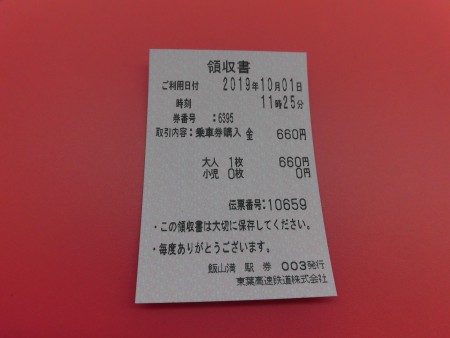 領収書
ご利用日付 2019年10月01日
時刻 11時25分
券番号 :6395
取引内容:乗車券購入 金 660円
大人 1枚 660円
小児 0枚 0円
伝票番号:10659
・この領収書は大切に保存してください。
・毎度ありがとうございます。
飯山満 駅 券 003発行
東葉高速鉄道株式会社